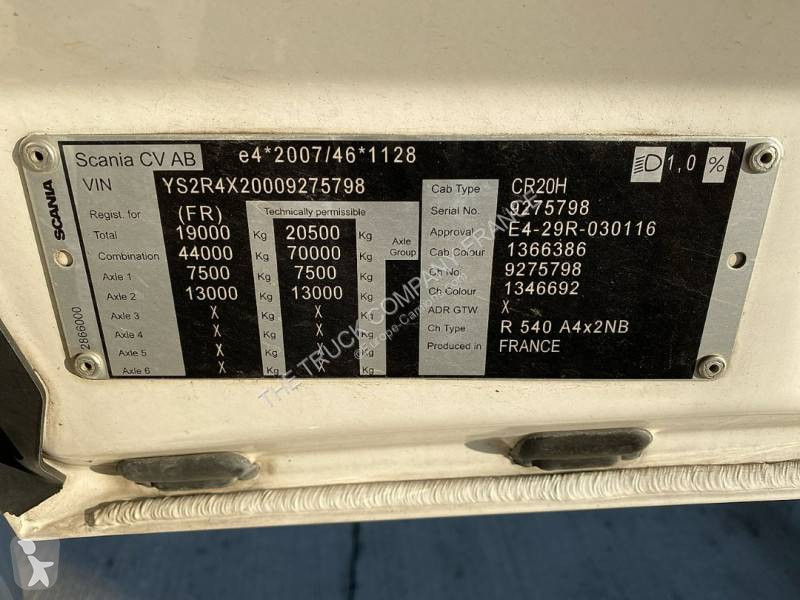 Scania CV AB e4*2007/46*1128 1,0 %
VIN YS2R4X20009275798 Cab Type CR20H
Regist. for (FR) Technically permissible Serial No. 9275798
Total 19000 Kg 20500 Kg Axle Group Approval E4-29R-030116
Combination 44000 Kg 70000 Kg Cab Colour 1366386
Axle 1 7500 Kg 7500 Kg Ch No. 9275798
Axle 2 13000 Kg 13000 Kg Ch Colour 1346692
Axle 3 X Kg X Kg ADR GTW X
Axle 4 X Kg X Kg Ch Type R 540 A4x2NB
Axle 5 X Kg X Kg Produced in FRANCE
Axle 6 X Kg X Kg
SCANIA
2866000
THE TRUCK COMPANY FRANCE